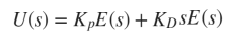 U(s) = K_p E(s) + K_D s E(s)